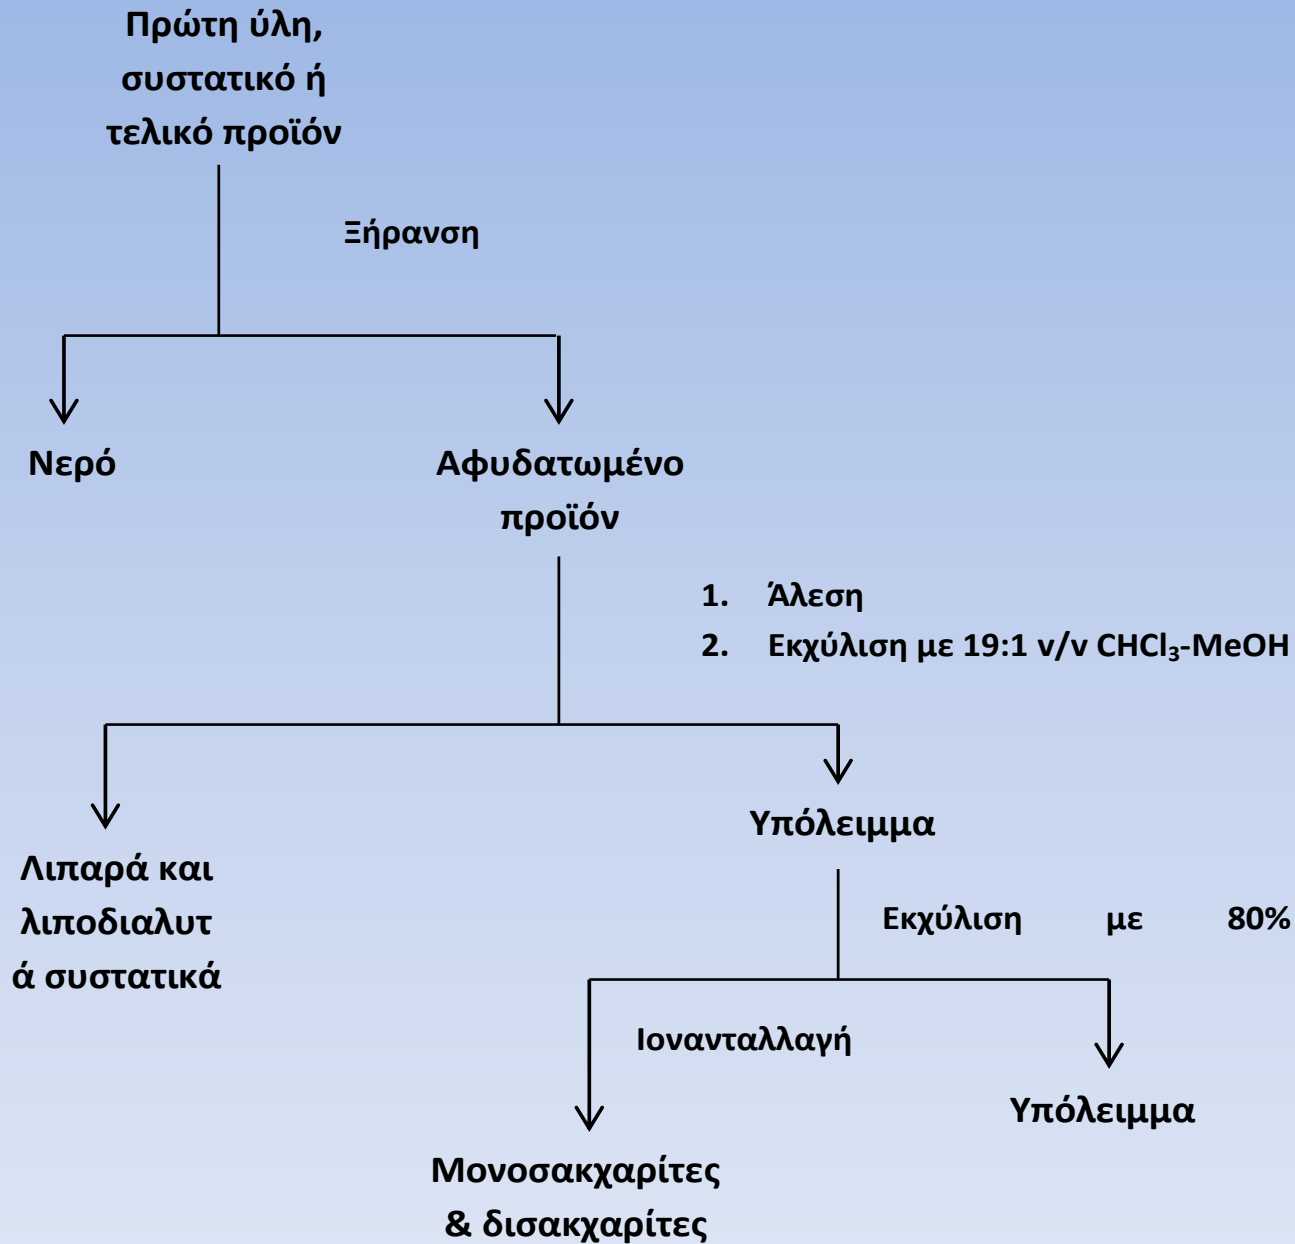 Πρώτη ύλη,
συστατικό ή
τελικό προϊόν
Ξήρανση
Νερό
Αφυδατωμένο
προϊόν
1. Άλεση
2. Εκχύλιση με 19:1 v/v CHCl₃-MeOH
Λιπαρά και
λιποδιαλυτ
ά συστατικά
Υπόλειμμα
Εκχύλιση με 80%
Ιονανταλλαγή
Υπόλειμμα
Μονοσακχαρίτες
& δισακχαρίτες